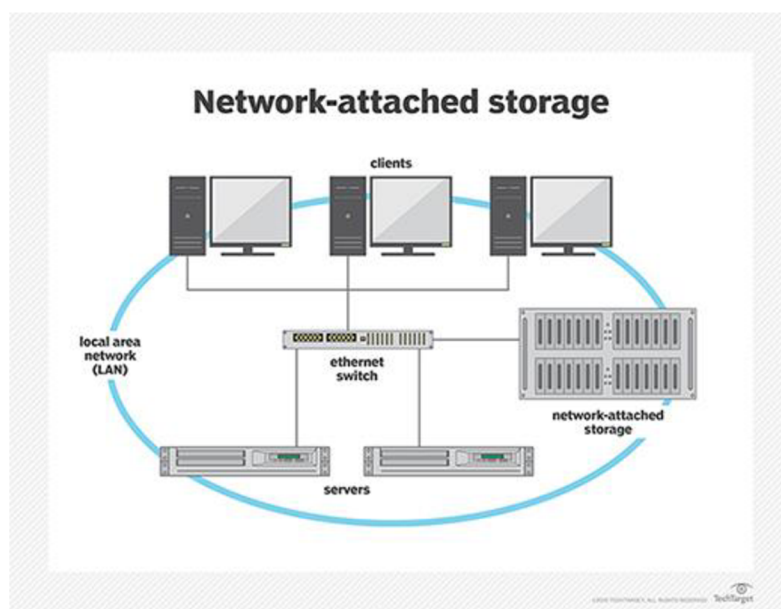 Network-attached storage
clients
local area
network
(LAN)
ethernet
switch
network-attached
storage
servers
TechTarget